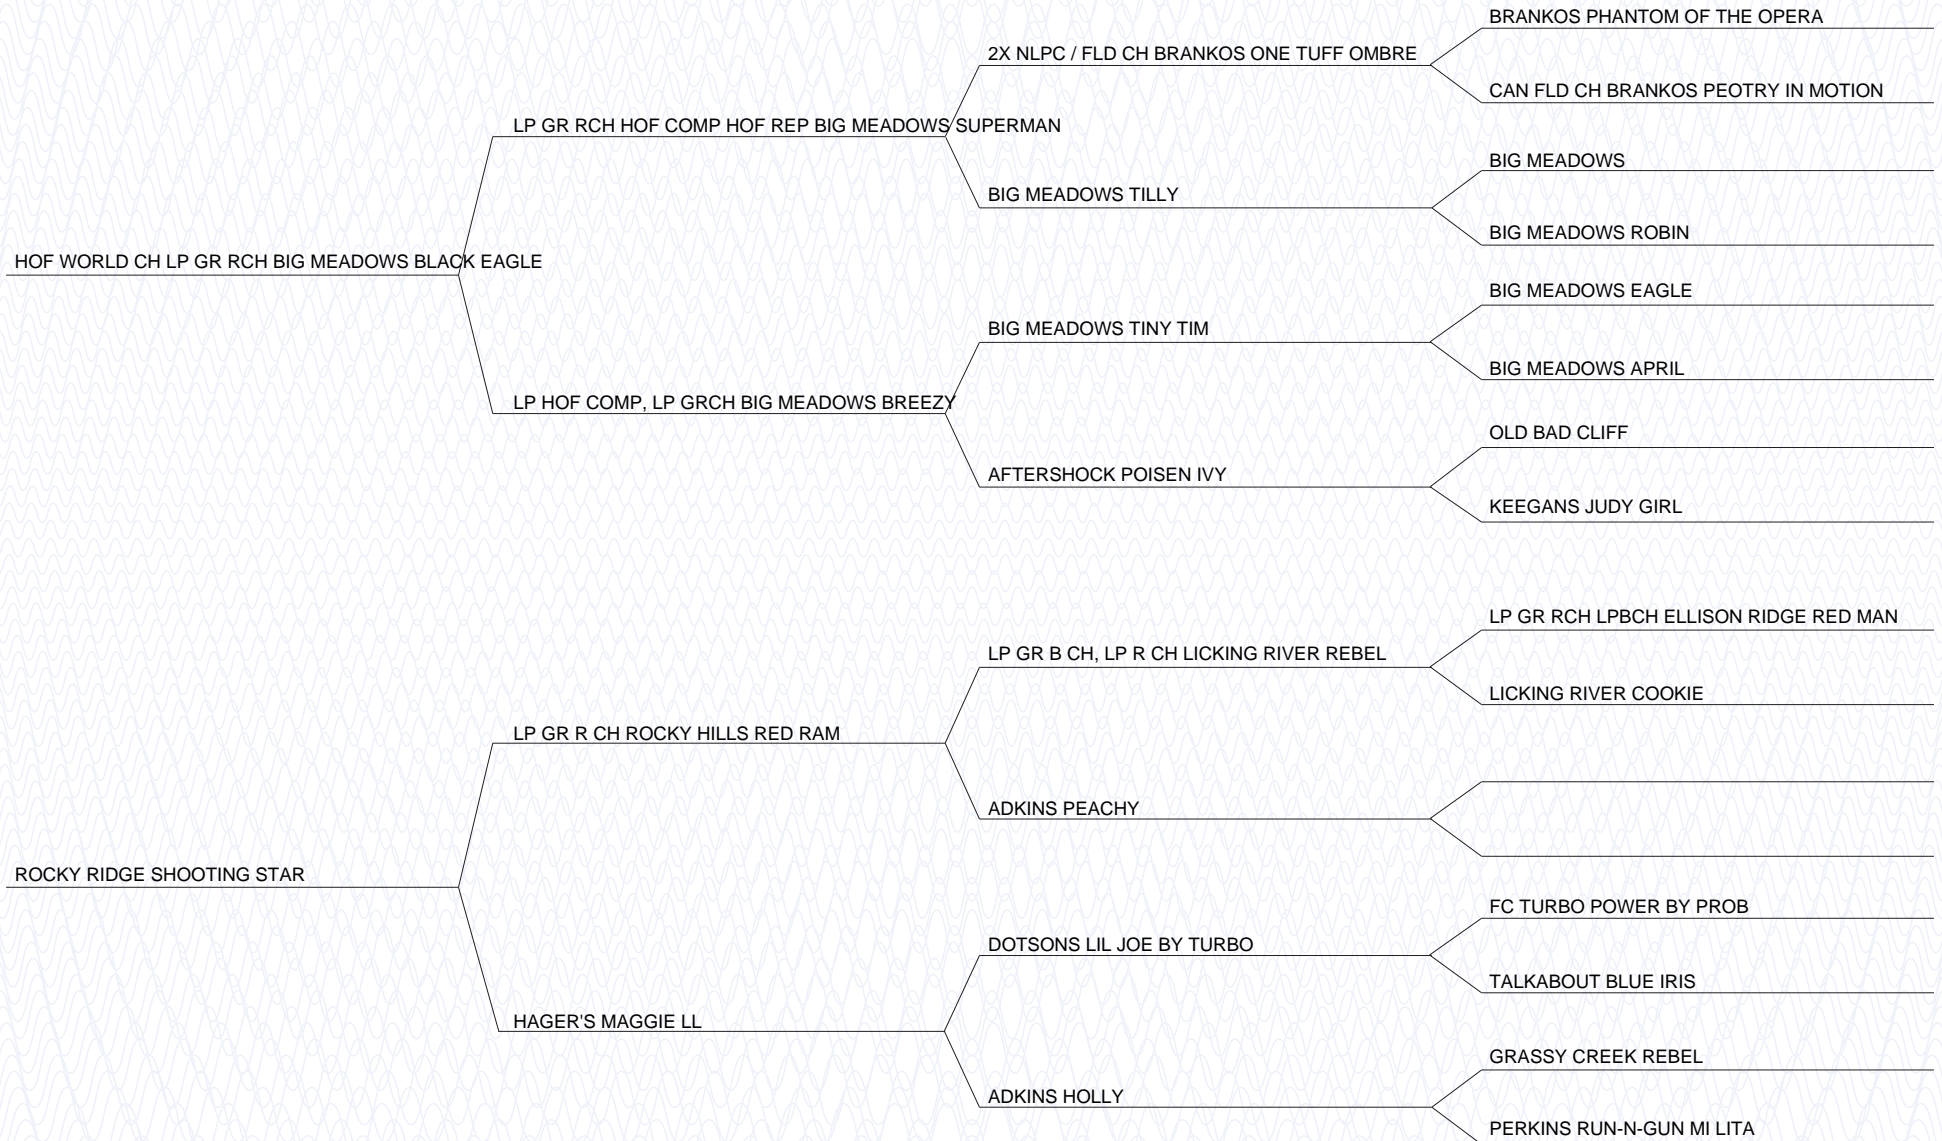 BRANKOS PHANTOM OF THE OPERA
2X NLPC / FLD CH BRANKOS ONE TUFF OMBRE
CAN FLD CH BRANKOS PEOTRY IN MOTION
LP GR RCH HOF COMP HOF REP BIG MEADOWS SUPERMAN
BIG MEADOWS
BIG MEADOWS TILLY
BIG MEADOWS ROBIN
HOF WORLD CH LP GR RCH BIG MEADOWS BLACK EAGLE
BIG MEADOWS EAGLE
BIG MEADOWS TINY TIM
BIG MEADOWS APRIL
LP HOF COMP, LP GRCH BIG MEADOWS BREEZY
OLD BAD CLIFF
AFTERSHOCK POISEN IVY
KEEGANS JUDY GIRL
LP GR RCH LPBCH ELLISON RIDGE RED MAN
LP GR B CH, LP R CH LICKING RIVER REBEL
LICKING RIVER COOKIE
LP GR R CH ROCKY HILLS RED RAM
ADKINS PEACHY
ROCKY RIDGE SHOOTING STAR
FC TURBO POWER BY PROB
DOTSONS LIL JOE BY TURBO
TALKABOUT BLUE IRIS
HAGER'S MAGGIE LL
GRASSY CREEK REBEL
ADKINS HOLLY
PERKINS RUN-N-GUN MI LITA